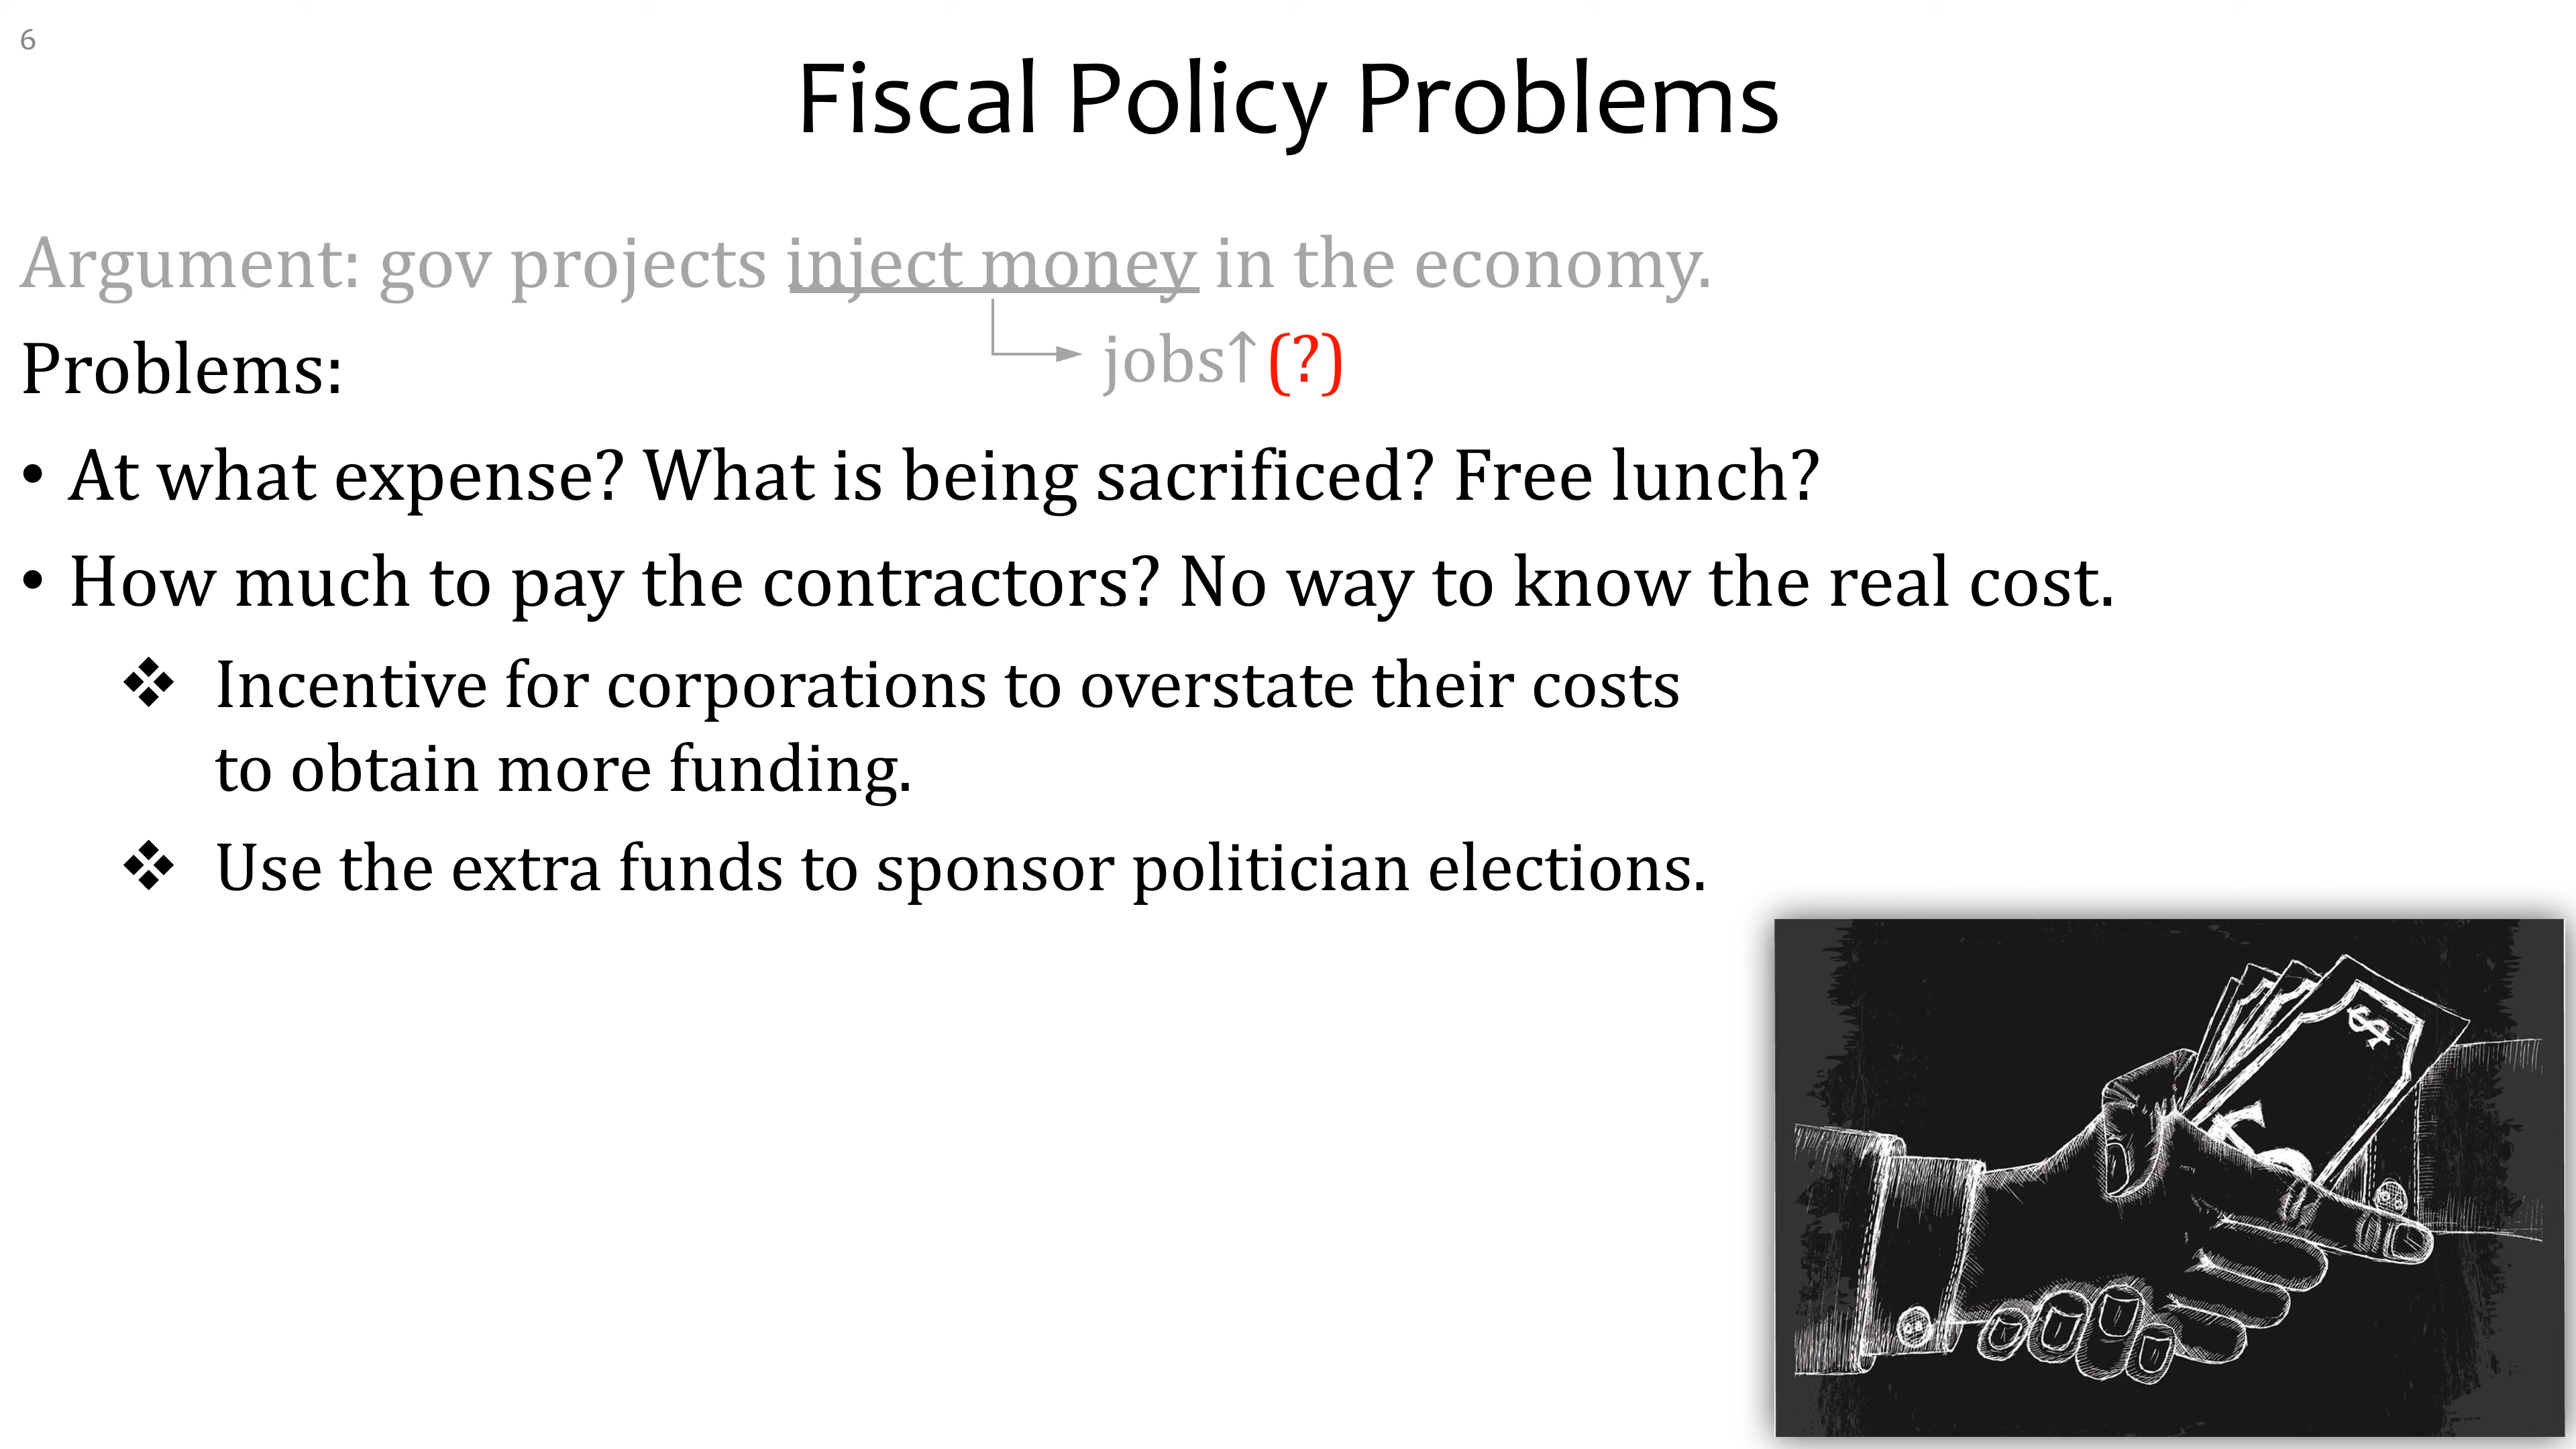 6
Fiscal Policy Problems
Argument: gov projects inject money in the economy.
jobs↑(?)
Problems:
• At what expense? What is being sacrificed? Free lunch?
• How much to pay the contractors? No way to know the real cost.
❖ Incentive for corporations to overstate their costs
to obtain more funding.
❖ Use the extra funds to sponsor politician elections.
$